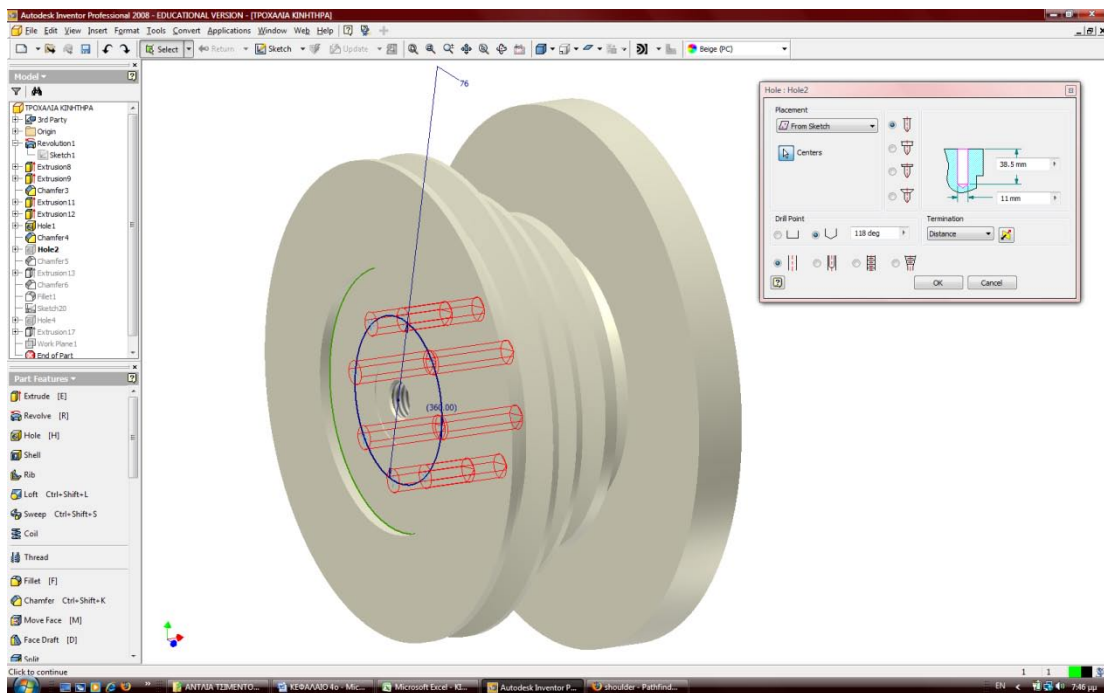 Autodesk Inventor Professional 2008 - EDUCATIONAL VERSION - [ΤΡΟΧΑΛΙΑ ΚΙΝΗΤΗΡΑ]
File Edit View Insert Format Tools Convert Applications Window Web Help
Select Return Sketch Update Beige (PC)
Model
ΤΡΟΧΑΛΙΑ ΚΙΝΗΤΗΡΑ
3rd Party
Origin
Revolution1
Sketch1
Extrusion8
Extrusion9
Chamfer3
Extrusion11
Extrusion12
Hole1
Chamfer4
Hole2
Chamfer5
Extrusion13
Chamfer6
Fillet1
Sketch20
Hole4
Extrusion17
Work Plane1
End of Part
Part Features
Extrude [E]
Revolve [R]
Hole [H]
Shell
Rib
Loft Ctrl+Shift+L
Sweep Ctrl+Shift+S
Coil
Thread
Fillet [F]
Chamfer Ctrl+Shift+K
Move Face [M]
Face Draft [D]
Split
76
(360.00)
Hole : Hole2
Placement
From Sketch
Centers
38.5 mm
11 mm
Drill Point
118 deg
Termination
Distance
OK Cancel
Click to continue
1 1
ΑΝΤΛΙΑ ΤΣΙΜΕΝΤΟ... ΚΕΦΑΛΑΙΟ 4ο - Mic... Microsoft Excel - ΚΙ... Autodesk Inventor P... shoulder - Pathfind... EN 7:46 μμ